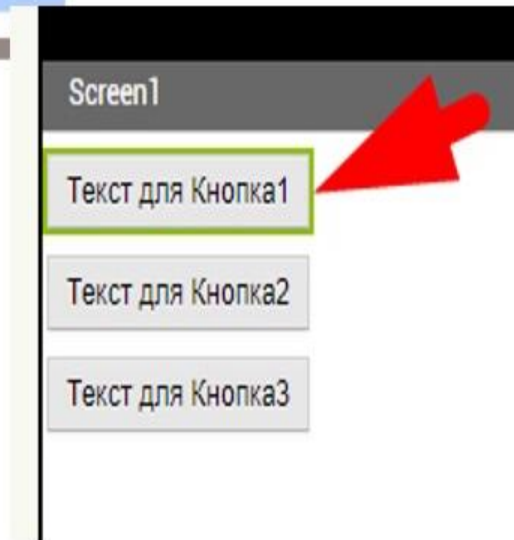 Screen1
Текст для Кнопка1
Текст для Кнопка2
Текст для Кнопка3